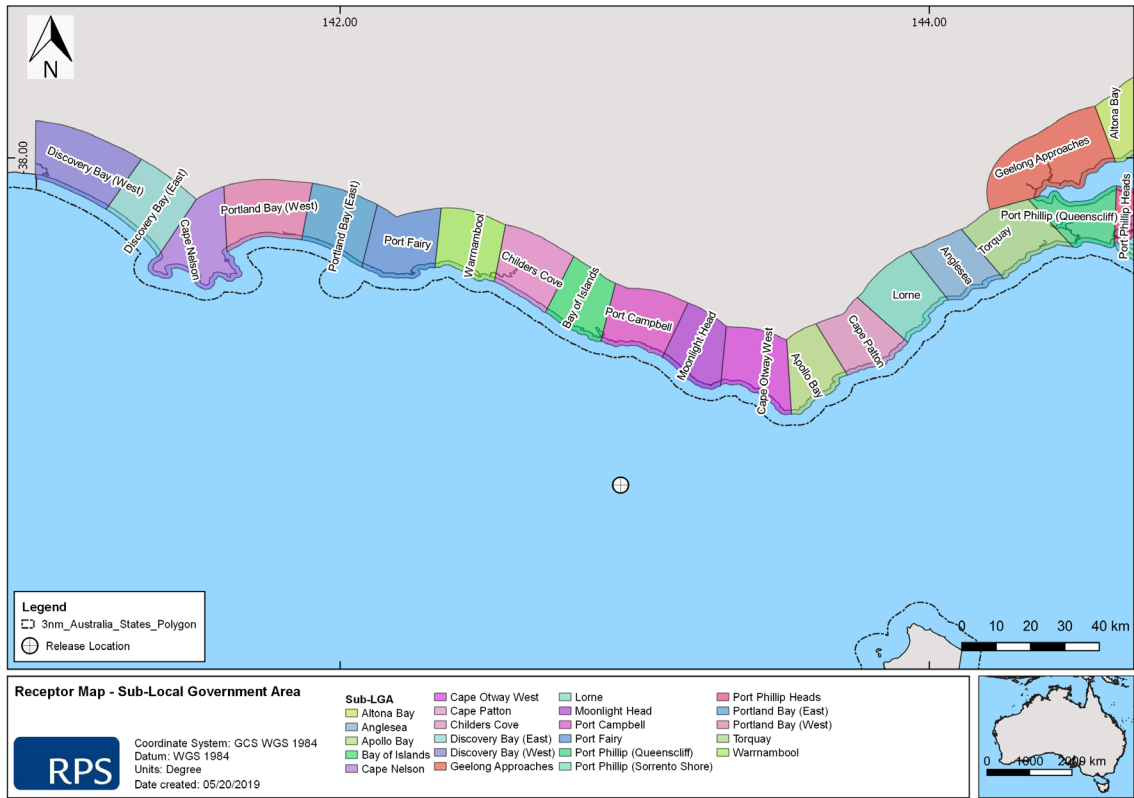 142.00
144.00
N
38.00
Discovery Bay (West)
Discovery Bay (East)
Cape Nelson
Portland Bay (West)
Portland Bay (East)
Port Fairy
Warrnambool
Childers Cove
Bay of Islands
Port Campbell
Moonlight Head
Cape Otway West
Apollo Bay
Cape Patton
Lorne
Anglesea
Torquay
Geelong Approaches
Port Phillip (Queenscliff)
Port Phillip Heads
Altona Bay
Legend
3nm_Australia_States_Polygon
Release Location
0 10 20 30 40 km
Receptor Map - Sub-Local Government Area
RPS
Coordinate System: GCS WGS 1984
Datum: WGS 1984
Units: Degree
Date created: 05/20/2019
Sub-LGA
Altona Bay
Anglesea
Apollo Bay
Bay of Islands
Cape Nelson
Cape Otway West
Cape Patton
Childers Cove
Discovery Bay (East)
Discovery Bay (West)
Geelong Approaches
Lorne
Moonlight Head
Port Campbell
Port Fairy
Port Phillip (Queenscliff)
Port Phillip (Sorrento Shore)
Port Phillip Heads
Portland Bay (East)
Portland Bay (West)
Torquay
Warrnambool
0 1000 2000 km